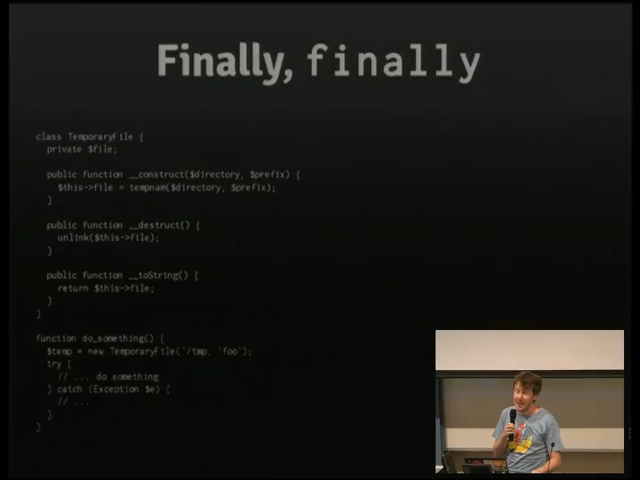 Finally, finally
class TemporaryFile {
private $file;
public function __construct($directory, $prefix) {
$this->file = tempnam($directory, $prefix);
}
public function __destruct() {
unlink($this->file);
}
public function __toString() {
return $this->file;
}
}
function do_something() {
$temp = new TemporaryFile('/tmp, 'foo');
try {
// ... do something
} catch (Exception $e) {
// ...
}
}